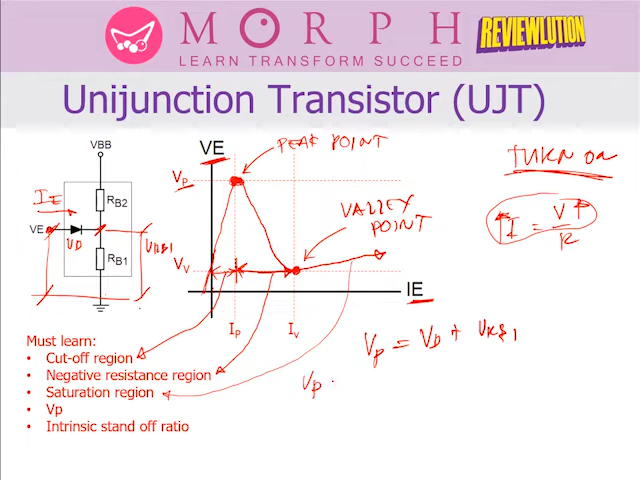 MORPH
REVIEWLUTION
LEARN TRANSFORM SUCCEED
Unijunction Transistor (UJT)
VBB
RB2
VE
RB1
IE
VD
VRB1
VE
VP
VV
IP
IV
IE
PEAK POINT
VALLEY
POINT
TURN ON
I = V
R
Must learn:
• Cut-off region
• Negative resistance region
• Saturation region
• Vp
• Intrinsic stand off ratio
Vp = VD + VRB1
Vp